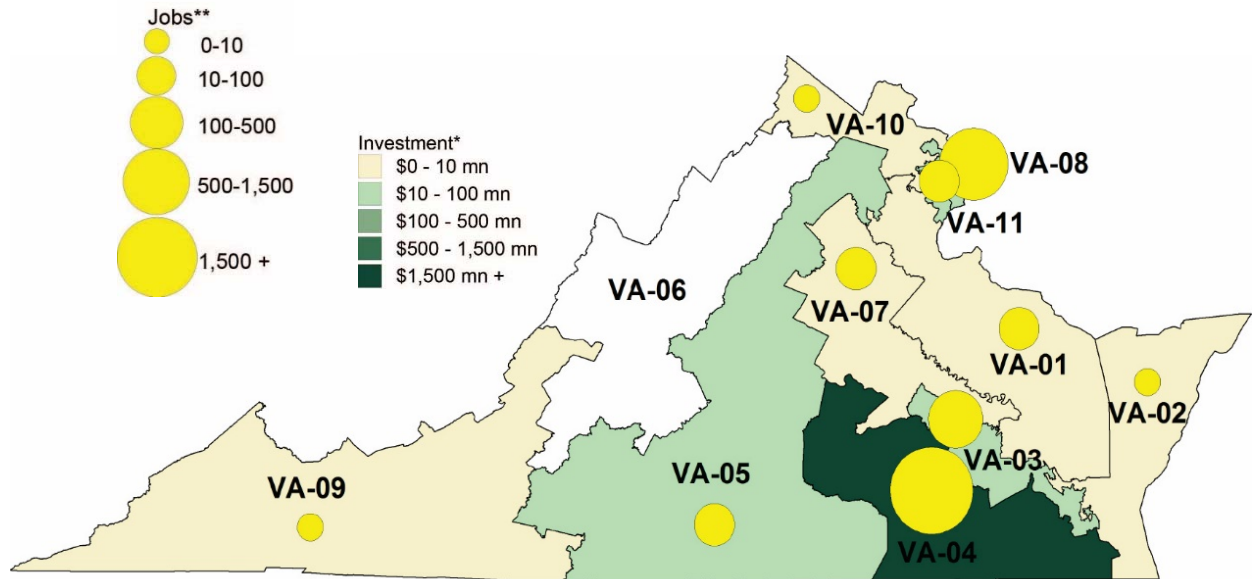 Jobs**
0-10
10-100
100-500
500-1,500
1,500 +
Investment*
$0 - 10 mn
$10 - 100 mn
$100 - 500 mn
$500 - 1,500 mn
$1,500 mn +
VA-10
VA-08
VA-11
VA-06
VA-07
VA-01
VA-02
VA-03
VA-05
VA-09
VA-04